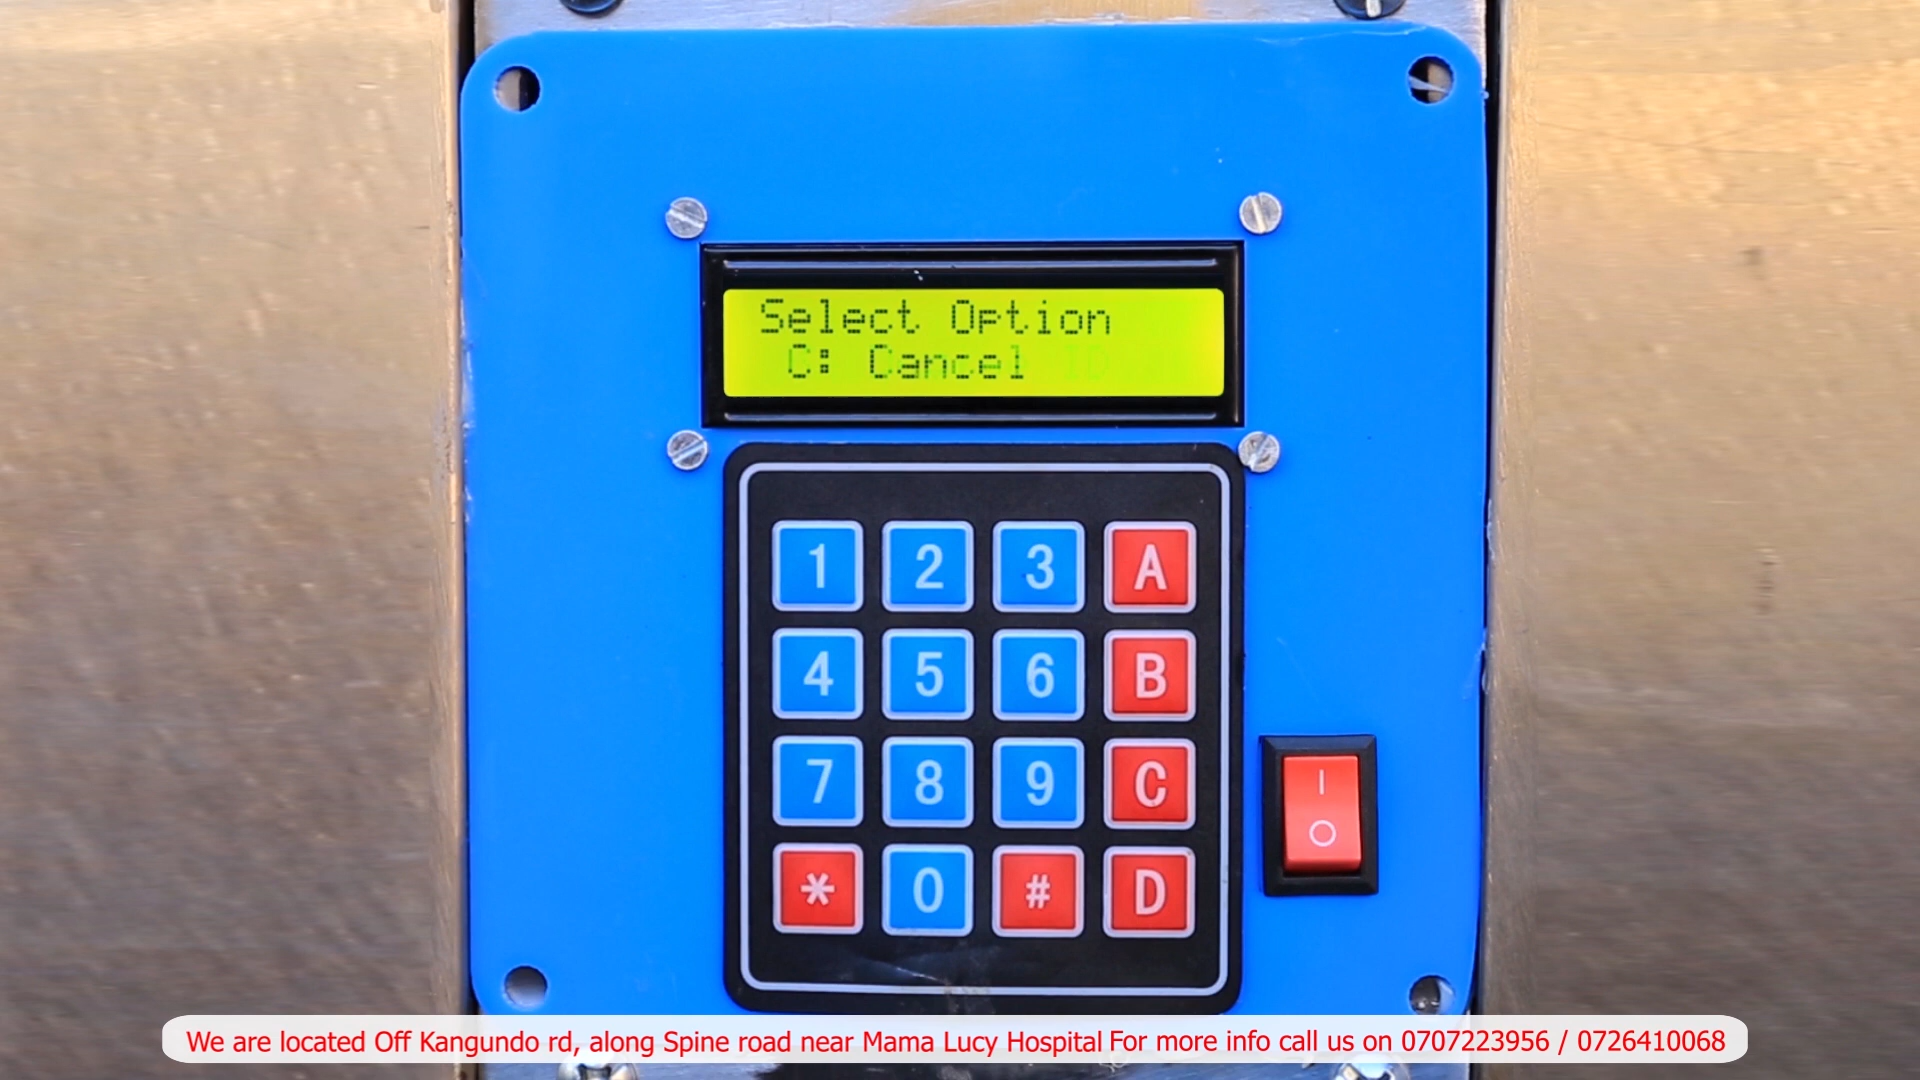 Select Option
C: Cancel
1 2 3 A
4 5 6 B
7 8 9 C
* 0 # D
I
O
We are located Off Kangundo rd, along Spine road near Mama Lucy Hospital For more info call us on 0707223956 / 0726410068